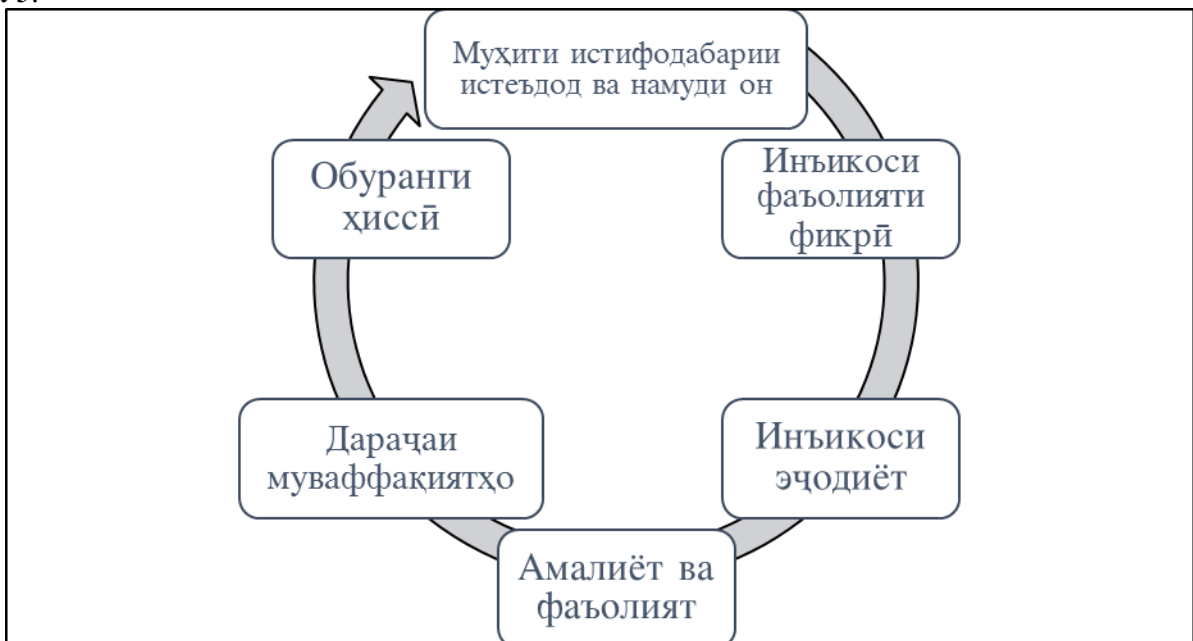 Муҳити истифодабарии
истеъдод ва намуди он
Инъикоси
фаъолияти
фикрӣ
Инъикоси
эҷодиёт
Амалиёт ва
фаъолият
Дараҷаи
муваффақиятҳо
Обуранги
ҳиссӣ